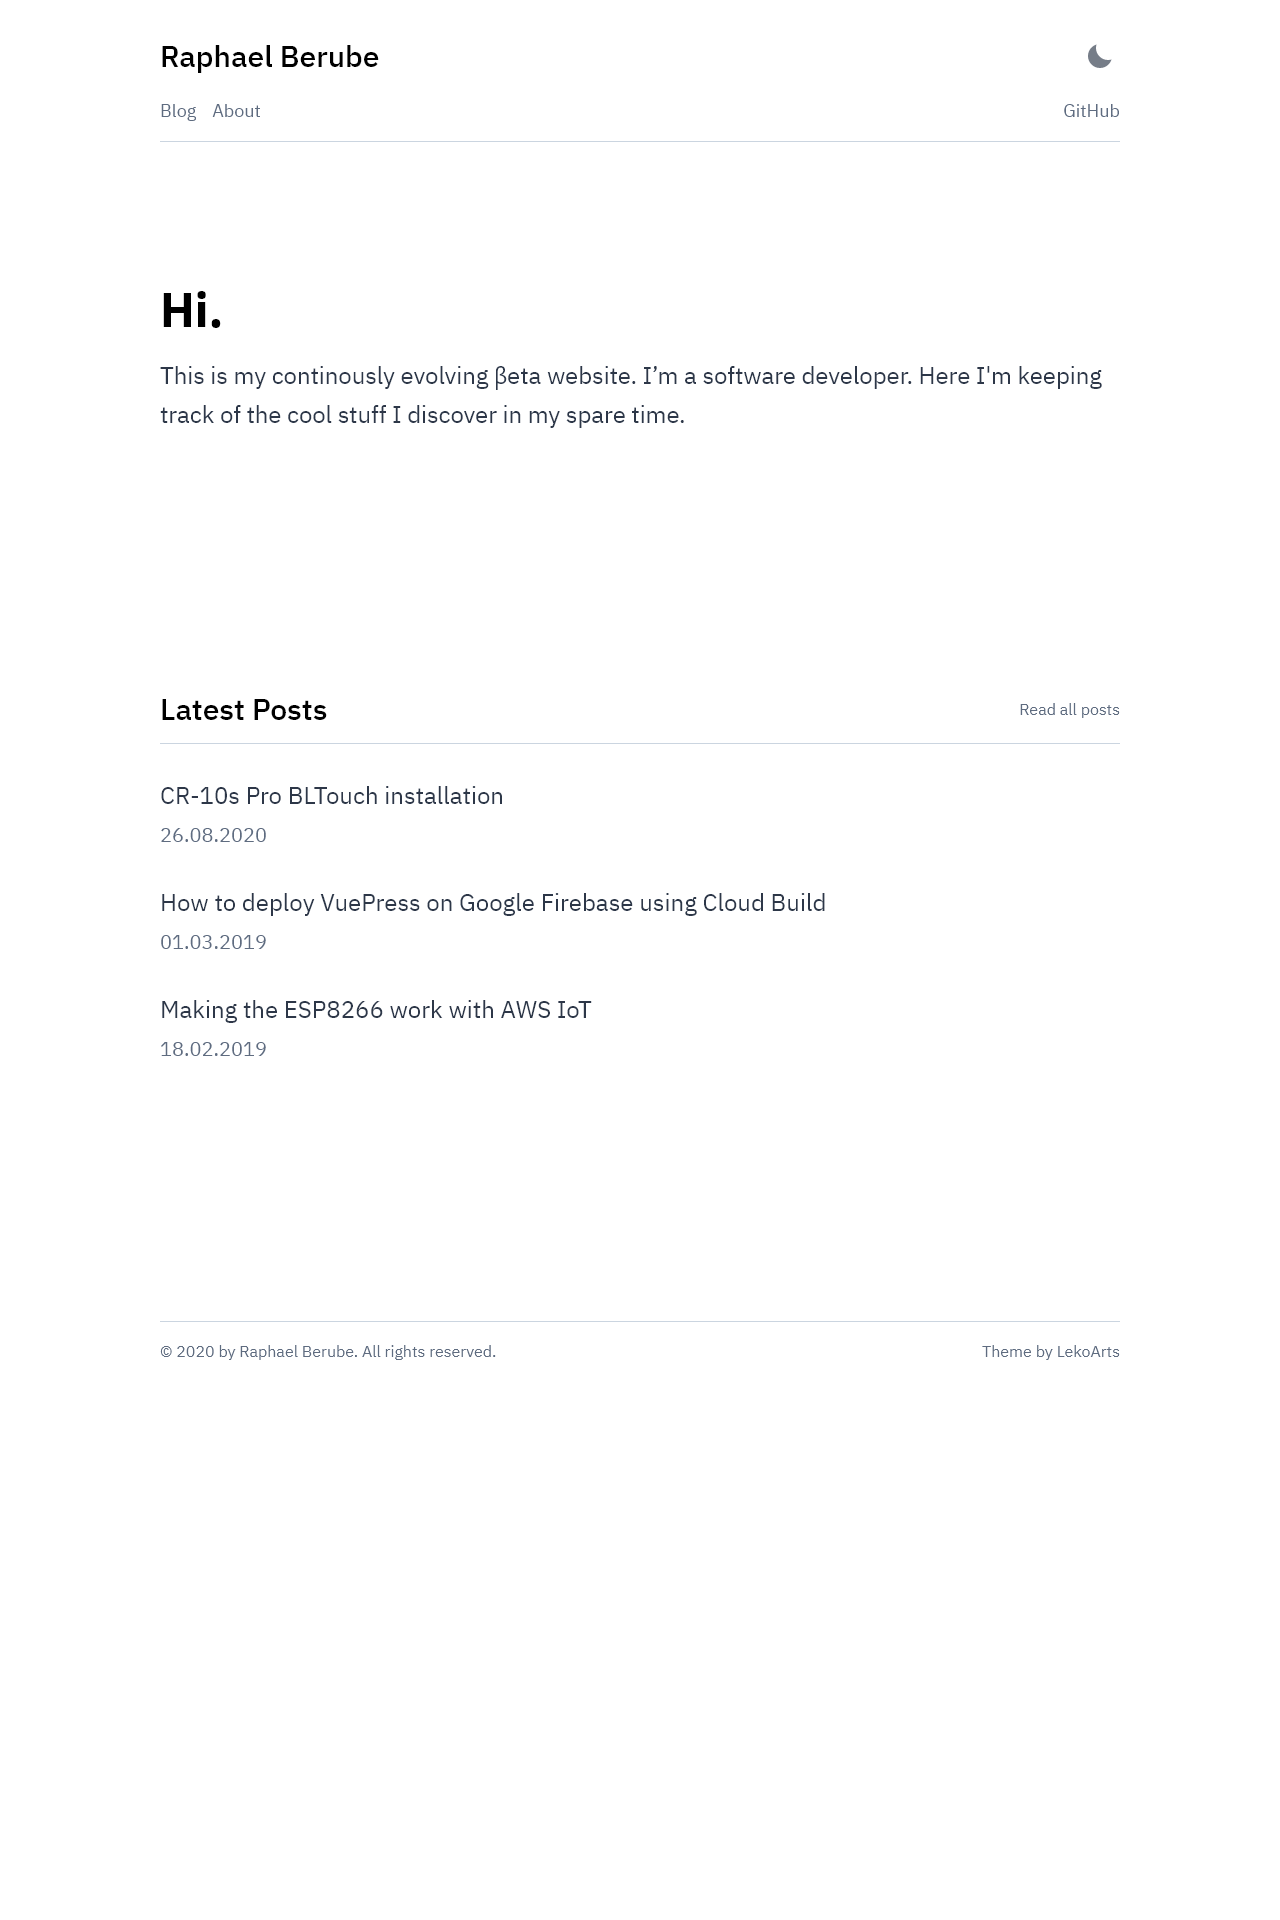 Raphael Berube
Blog About GitHub
Hi.
This is my continously evolving βeta website. I’m a software developer. Here I'm keeping
track of the cool stuff I discover in my spare time.
Latest Posts Read all posts
CR-10s Pro BLTouch installation
26.08.2020
How to deploy VuePress on Google Firebase using Cloud Build
01.03.2019
Making the ESP8266 work with AWS IoT
18.02.2019
© 2020 by Raphael Berube. All rights reserved. Theme by LekoArts